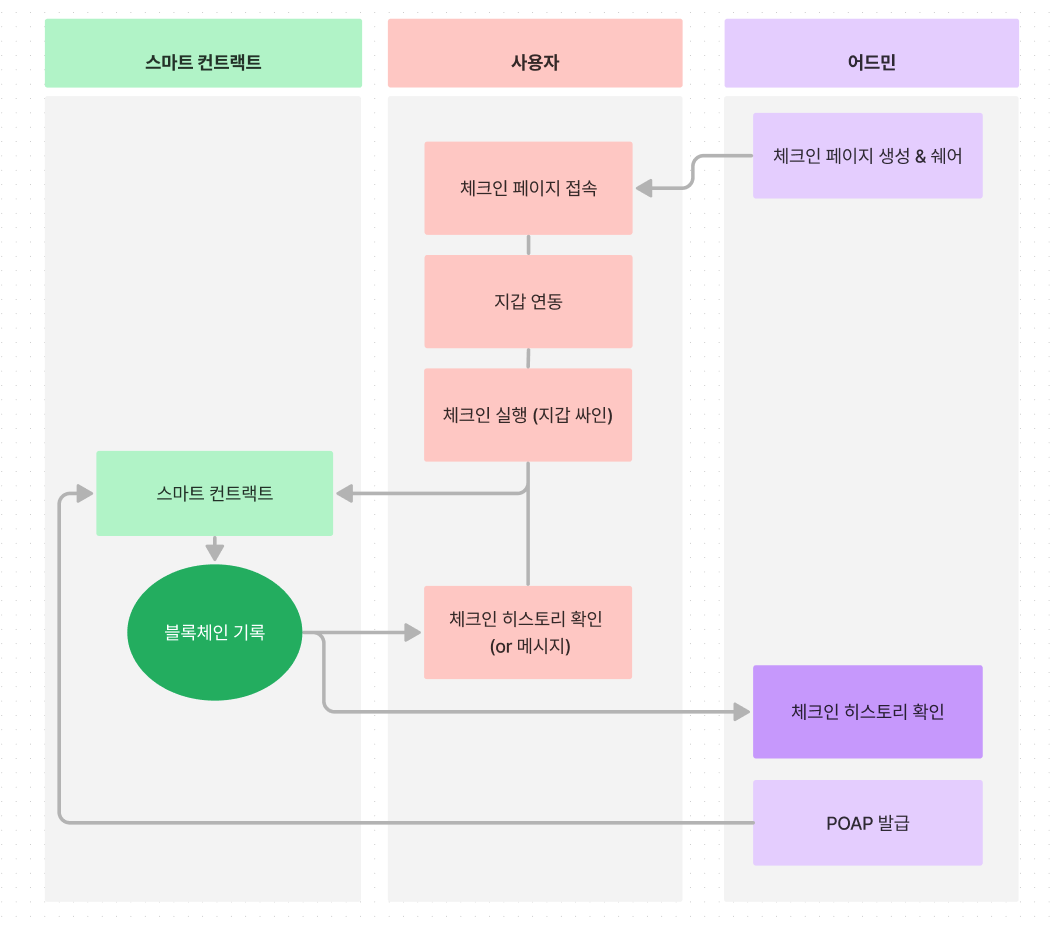 스마트 컨트랙트
사용자
어드민
체크인 페이지 생성 & 쉐어
체크인 페이지 접속
지갑 연동
체크인 실행 (지갑 싸인)
스마트 컨트랙트
블록체인 기록
체크인 히스토리 확인
(or 메시지)
체크인 히스토리 확인
POAP 발급